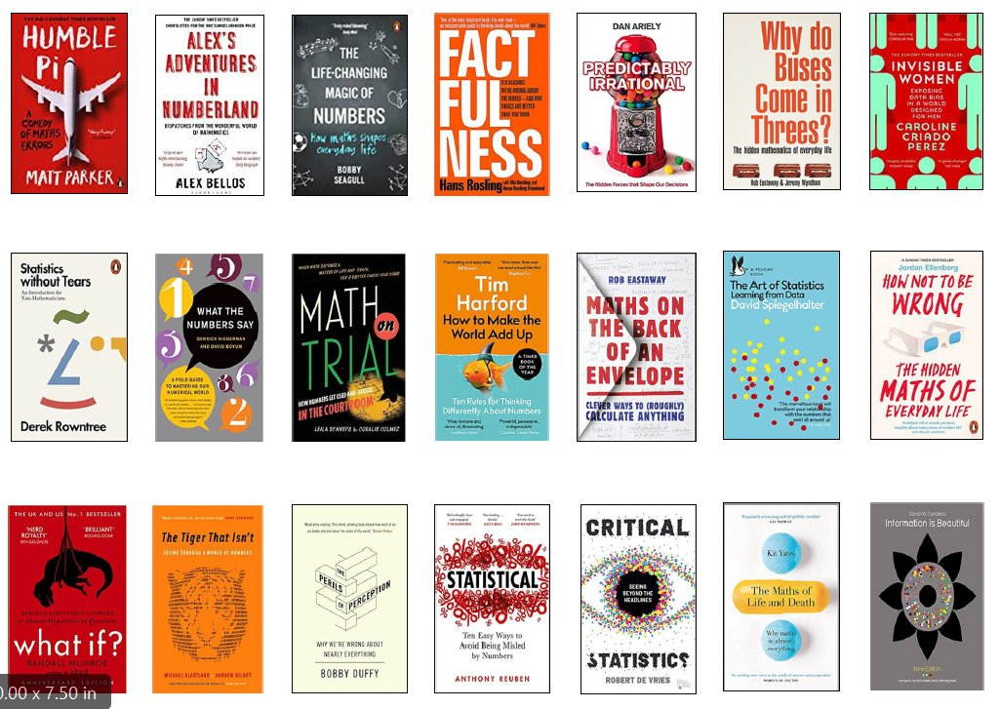 THE NO.1 SUNDAY TIMES BESTSELLER
HUMBLE
Pi
A
COMEDY
OF MATHS
ERRORS
MATT PARKER
THE SUNDAY TIMES BESTSELLER
ALEX'S
ADVENTURES
IN
NUMBERLAND
DISPATCHES FROM THE WONDERFUL WORLD
OF MATHEMATICS
ALEX BELLOS
THE
LIFE-CHANGING
MAGIC OF
NUMBERS
How maths shapes
everyday life
BOBBY
SEAGULL
FACT
FUL
NESS
TEN REASONS
WE'RE WRONG ABOUT
THE WORLD – AND WHY
THINGS ARE BETTER
THAN YOU THINK
Hans Rosling
DAN ARIELY
PREDICTABLY
IRRATIONAL
The Hidden Forces that Shape Our Decisions
Why do
Buses
Come in
Threes?
The hidden mathematics of everyday life
Rob Eastaway & Jeremy Wyndham
THE SUNDAY TIMES BESTSELLER
INVISIBLE
WOMEN
EXPOSING
DATA BIAS
IN A WORLD
DESIGNED
FOR MEN
CAROLINE
CRIADO
PEREZ
Statistics
without Tears
An Introduction for
Non-Mathematicians
Derek Rowntree
4 5
1 7
WHAT THE
NUMBERS SAY
DERRICK NIEDERMAN
AND DAVID BOYUM
A FIELD GUIDE
TO MASTERING OUR
NUMERICAL WORLD
MATH
on
TRIAL
HOW NUMBERS GET USED AND ABUSED
IN THE COURTROOM
LEILA SCHNEPS & CORALIE COLMEZ
Tim
Harford
How to Make the
World Add Up
A TIMES
BOOK OF
THE YEAR
Ten Rules for Thinking
Differently About Numbers
ROB EASTAWAY
MATHS ON
THE BACK
OF AN
ENVELOPE
CLEVER WAYS TO (ROUGHLY)
CALCULATE ANYTHING
A PELICAN
BOOK
The Art of Statistics
Learning from Data
David Spiegelhalter
A SUNDAY TIMES BESTSELLER
Jordan Ellenberg
HOW NOT TO BE
WRONG
THE HIDDEN
MATHS OF
EVERYDAY LIFE
THE UK AND US No.1 BESTSELLER
'NERD
ROYALTY'
BEN GOLDACRE
'BRILLIANT'
ROLLING STONE
what if?
RANDALL MUNROE
ANNIVERSARY EDITION
The Tiger That Isn't
SEEING THROUGH A WORLD OF NUMBERS
MICHAEL BLASTLAND
ANDREW DILNOT
THE
PERILS
OF
PERCEPTION
WHY WE'RE WRONG ABOUT
NEARLY EVERYTHING
BOBBY DUFFY
STATISTICAL
Ten Easy Ways to
Avoid Being Misled
by Numbers
ANTHONY REUBEN
CRITICAL
SEEING
BEYOND THE
HEADLINES
STATISTICS
ROBERT DE VRIES
Kit Yates
The Maths of
Life and Death
Why maths
is almost
everything
David McCandless
Information is Beautiful
New Edition
0.00 x 7.50 in